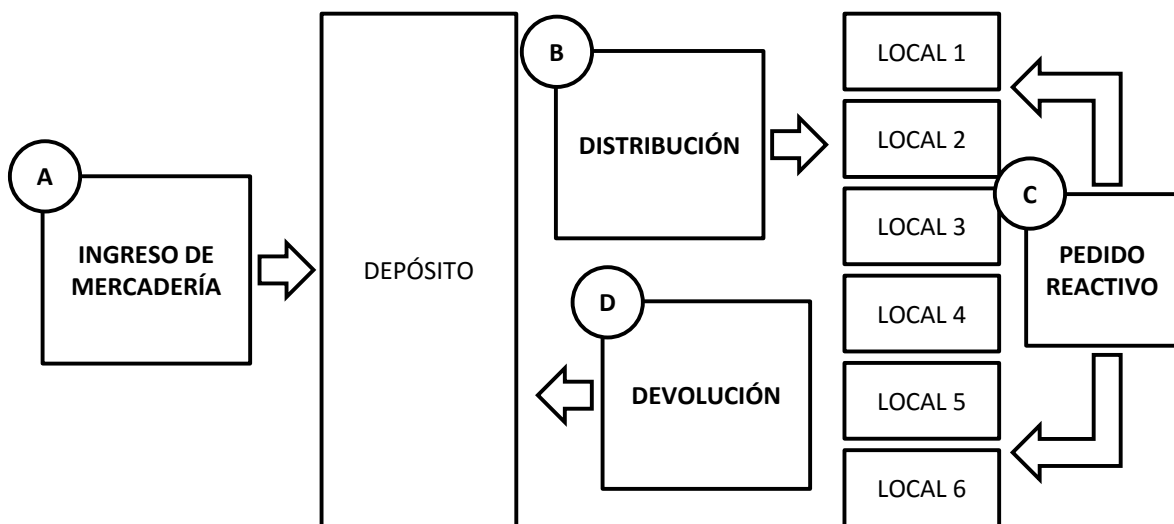 A
INGRESO DE
MERCADERÍA
DEPÓSITO
B
DISTRIBUCIÓN
D
DEVOLUCIÓN
LOCAL 1
LOCAL 2
LOCAL 3
LOCAL 4
LOCAL 5
LOCAL 6
C
PEDIDO
REACTIVO